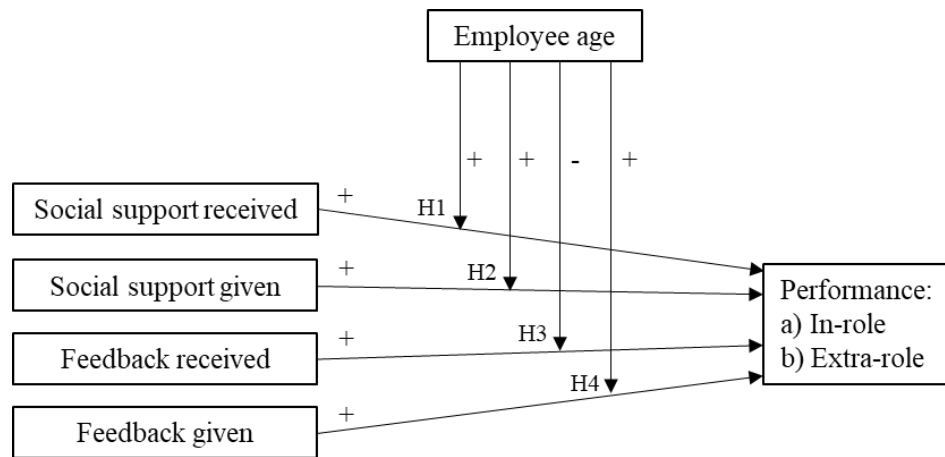 Employee age
+ + - +
+
Social support received
H1
+
Social support given
H2
Performance:
a) In-role
b) Extra-role
+
Feedback received
H3
+
Feedback given
H4